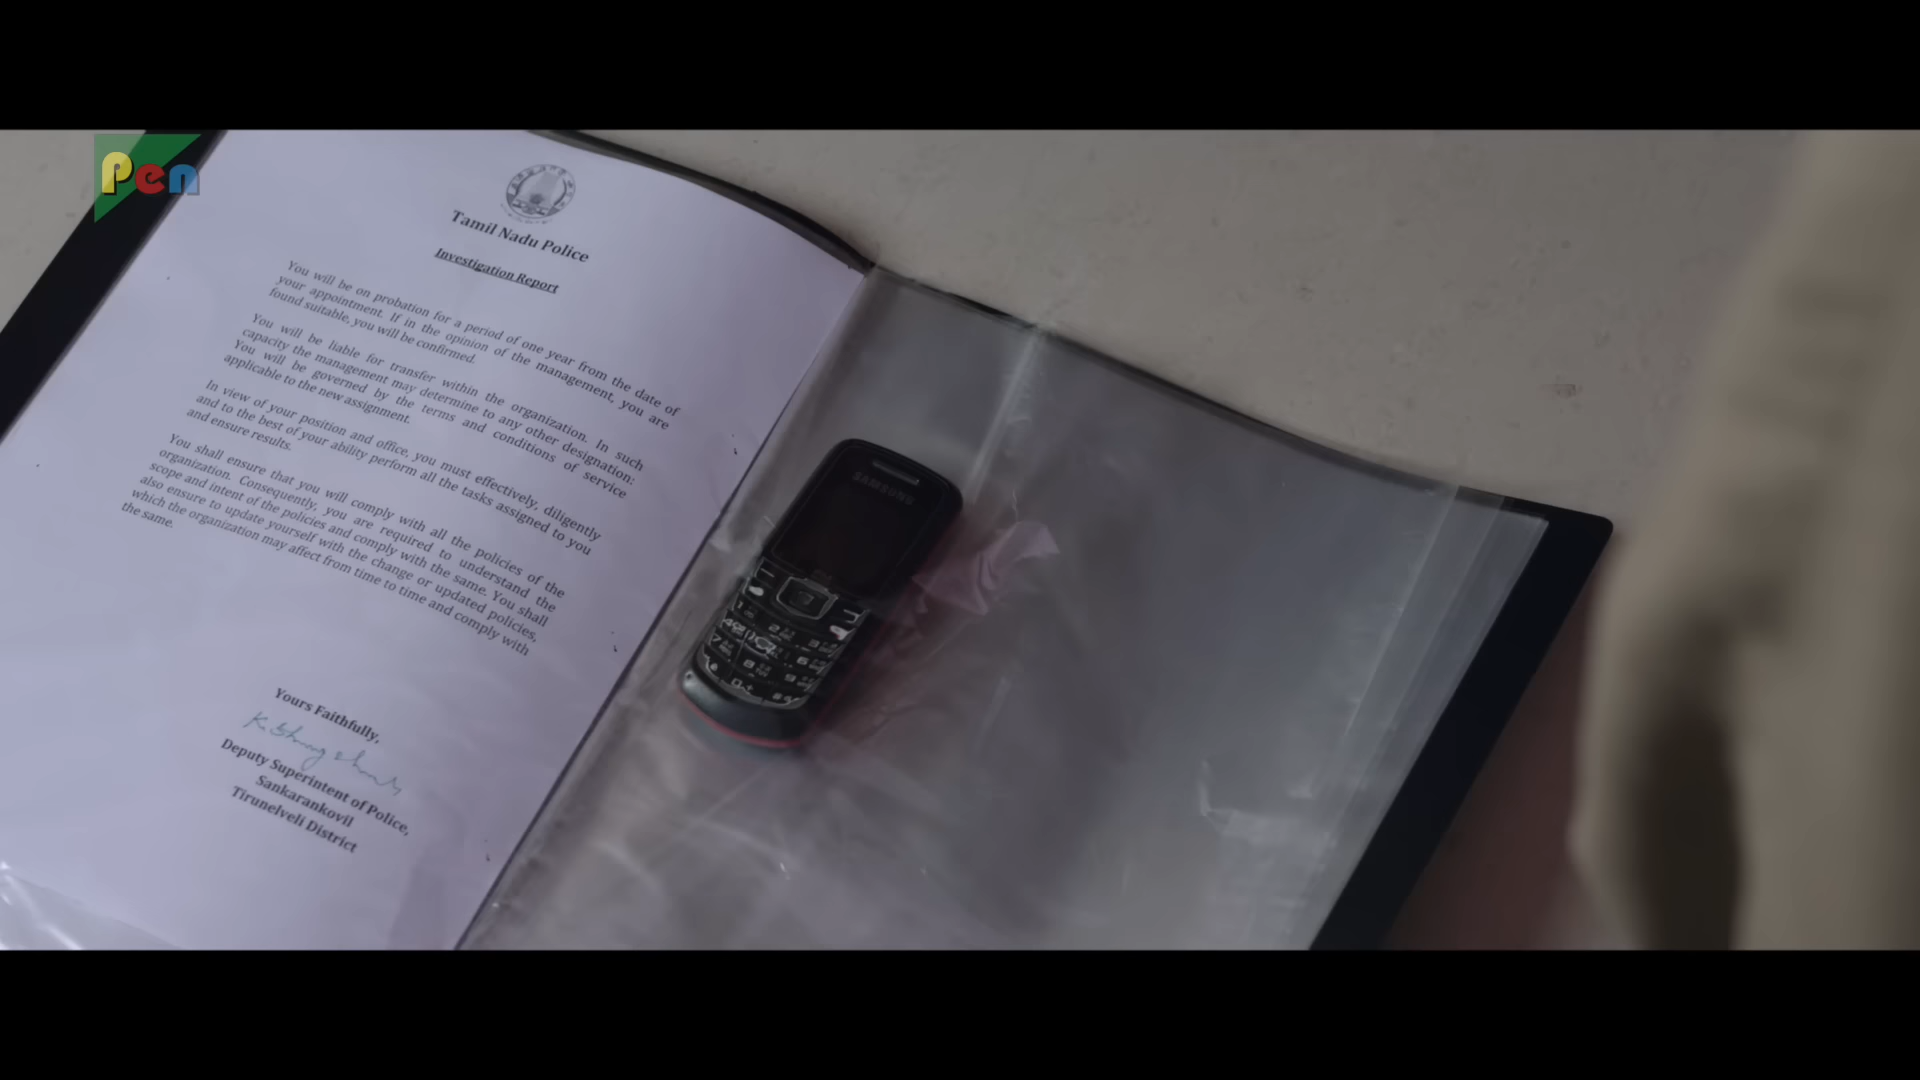 Pen
Tamil Nadu Police
Investigation Report
You will be on probation for a period of one year from the date of
your appointment. If in the opinion of the management, you are
found suitable, you will be confirmed.
You will be liable for transfer within the organization. In such
capacity the management may determine to any other designation:
You will be governed by the terms and conditions of service
applicable to the new assignment.
In view of your position and office, you must effectively, diligently
and to the best of your ability perform all the tasks assigned to you
and ensure results.
You shall ensure that you will comply with all the policies of the
organization. Consequently, you are required to understand the
scope and intent of the policies and comply with the same. You shall
also ensure to update yourself with the change or updated policies,
which the organization may affect from time to time and comply with
the same.
Yours Faithfully,
Deputy Superintent of Police,
Sankarankovil
Tirunelveli District
SAMSUNG